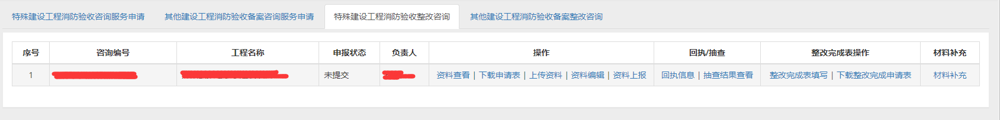 特殊建设工程消防验收咨询服务申请 其他建设工程消防验收备案咨询服务申请 特殊建设工程消防验收整改咨询 其他建设工程消防验收备案整改咨询
序号 咨询编号 工程名称 申报状态 负责人 操作 回执/抽查 整改完成表操作 材料补充
1 未提交 资料查看 | 下载申请表 | 上传资料 | 资料编辑 | 资料上报 回执信息 | 抽查结果查看 整改完成表填写 | 下载整改完成申请表 材料补充